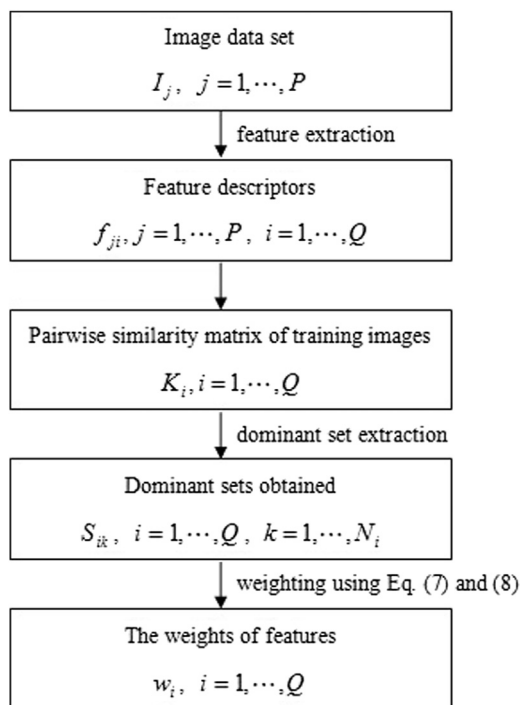 Image data set
I_j, j=1,⋯,P
feature extraction
Feature descriptors
f_ji, j=1,⋯,P, i=1,⋯,Q
Pairwise similarity matrix of training images
K_i, i=1,⋯,Q
dominant set extraction
Dominant sets obtained
S_ik, i=1,⋯,Q, k=1,⋯,N_i
weighting using Eq. (7) and (8)
The weights of features
w_i, i=1,⋯,Q